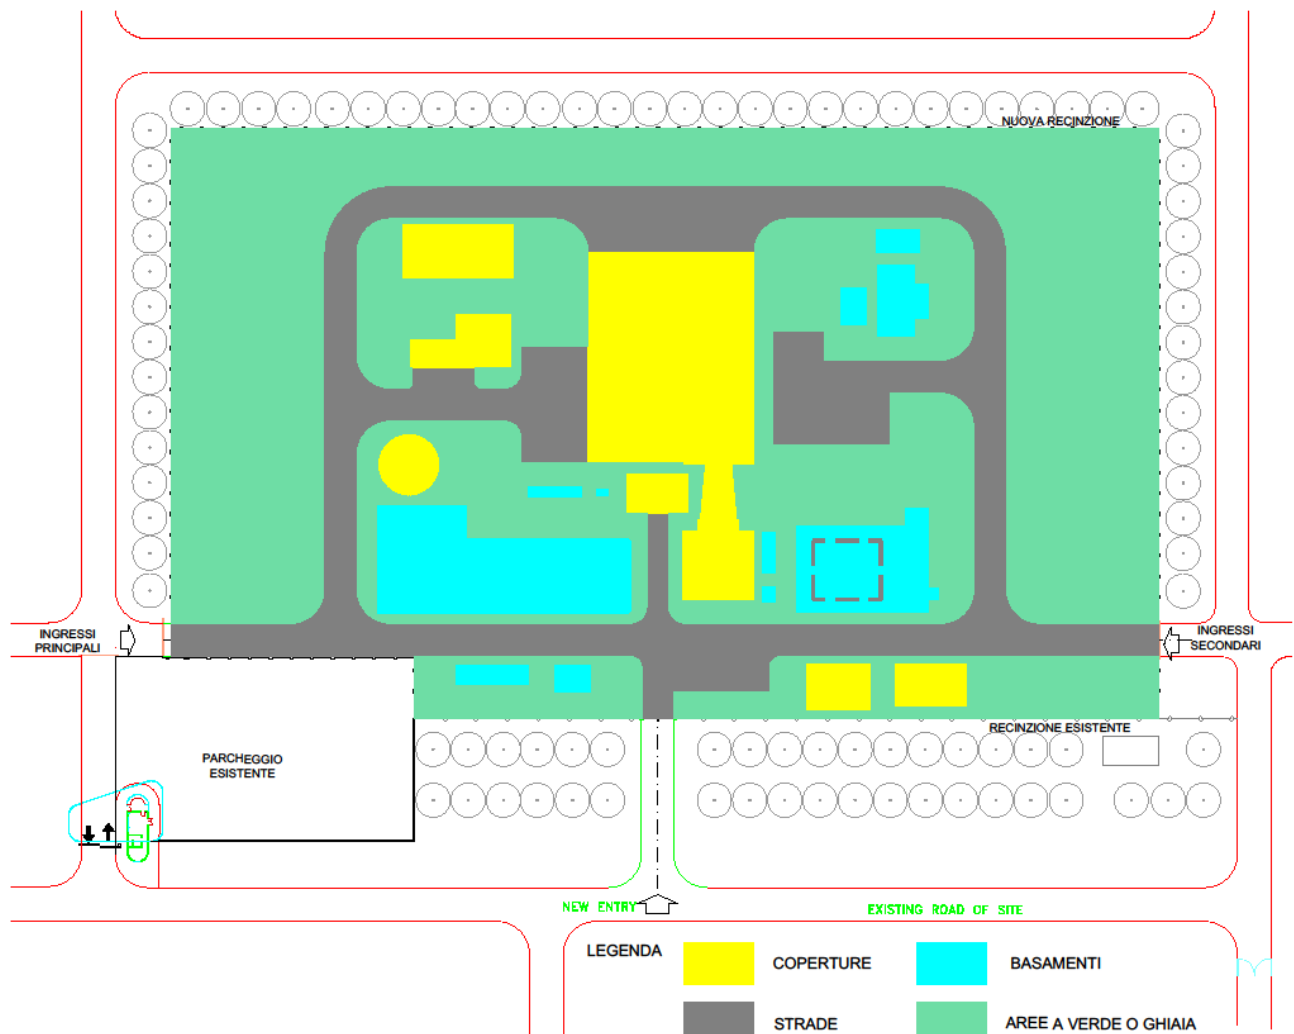 NUOVA RECINZIONE
INGRESSI
PRINCIPALI
INGRESSI
SECONDARI
RECINZIONE ESISTENTE
PARCHEGGIO
ESISTENTE
NEW ENTRY
EXISTING ROAD OF SITE
LEGENDA
COPERTURE
BASAMENTI
STRADE
AREE A VERDE O GHIAIA